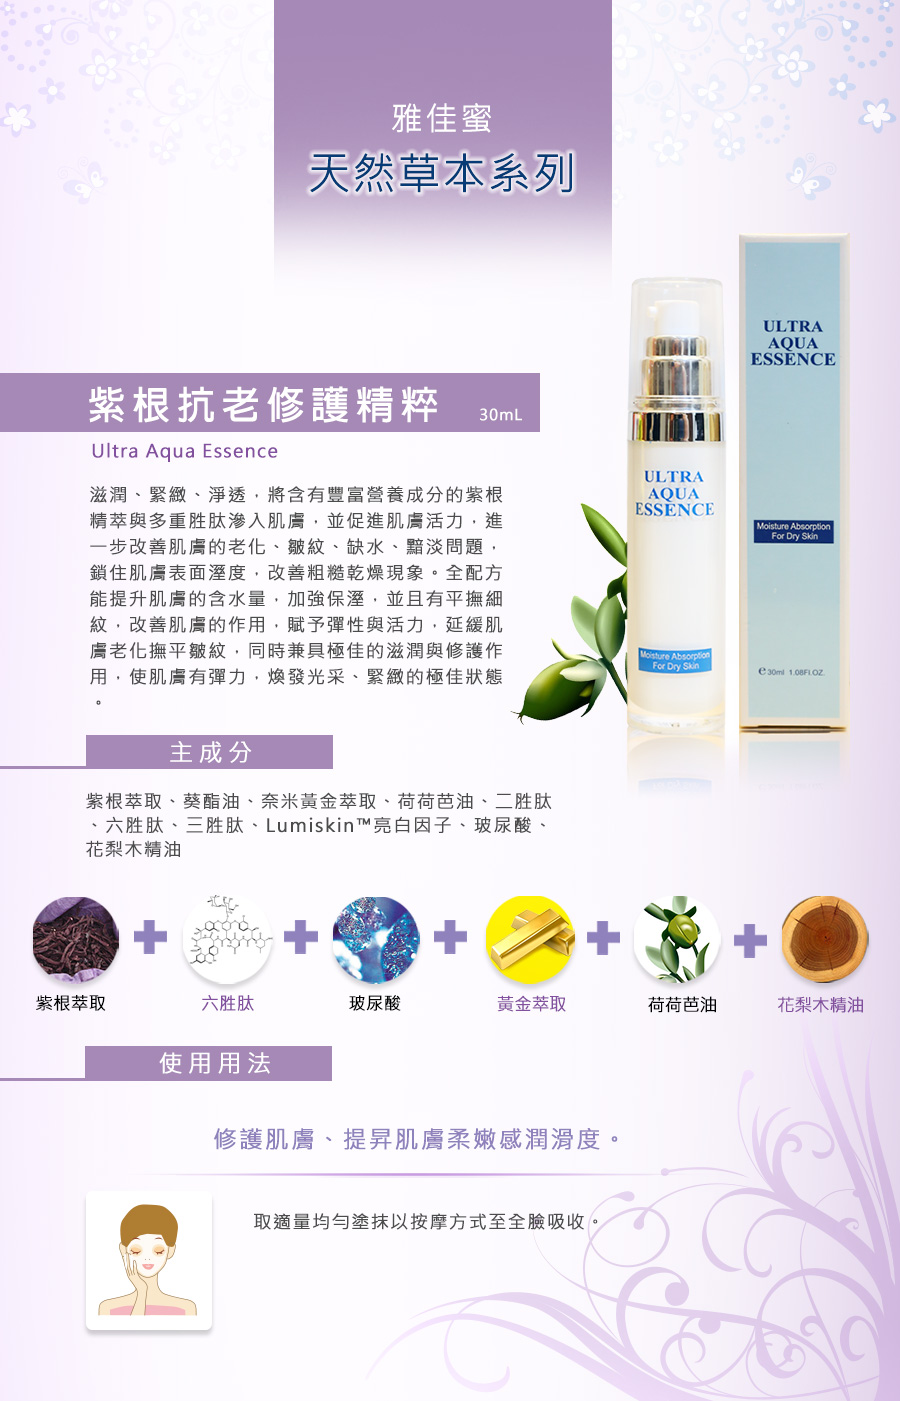 雅佳蜜
天然草本系列
ULTRA
AQUA
ESSENCE
Moisture Absorption
For Dry Skin
e 30ml 1.08Fl.OZ.
ULTRA
AQUA
ESSENCE
Moisture Absorption
For Dry Skin
紫根抗老修護精粹 30mL
Ultra Aqua Essence
滋潤、緊緻、淨透，將含有豐富營養成分的紫根
精萃與多重胜肽滲入肌膚，並促進肌膚活力，進
一步改善肌膚的老化、皺紋、缺水、黯淡問題，
鎖住肌膚表面溼度，改善粗糙乾燥現象。全配方
能提升肌膚的含水量，加強保溼，並且有平撫細
紋，改善肌膚的作用，賦予彈性與活力，延緩肌
膚老化撫平皺紋，同時兼具極佳的滋潤與修護作
用，使肌膚有彈力，煥發光采、緊緻的極佳狀態
。
主成分
紫根萃取、葵酯油、奈米黃金萃取、荷荷芭油、二胜肽
、六胜肽、三胜肽、Lumiskin™亮白因子、玻尿酸、
花梨木精油
紫根萃取 六胜肽 玻尿酸 黃金萃取 荷荷芭油 花梨木精油
使用用法
修護肌膚、提昇肌膚柔嫩感潤滑度。
取適量均勻塗抹以按摩方式至全臉吸收。